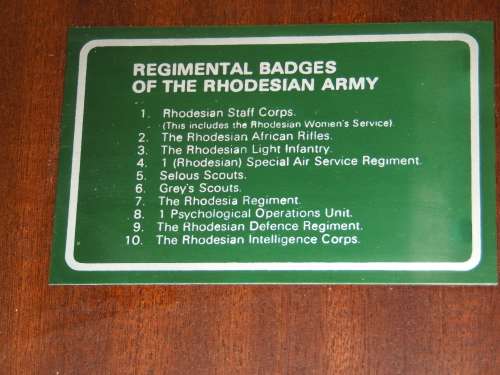 REGIMENTAL BADGES
OF THE RHODESIAN ARMY
1. Rhodesian Staff Corps.
(This includes the Rhodesian Women's Service).
2. The Rhodesian African Rifles.
3. The Rhodesian Light Infantry.
4. 1 (Rhodesian) Special Air Service Regiment.
5. Selous Scouts.
6. Grey's Scouts.
7. The Rhodesia Regiment.
8. 1 Psychological Operations Unit.
9. The Rhodesian Defence Regiment.
10. The Rhodesian Intelligence Corps.